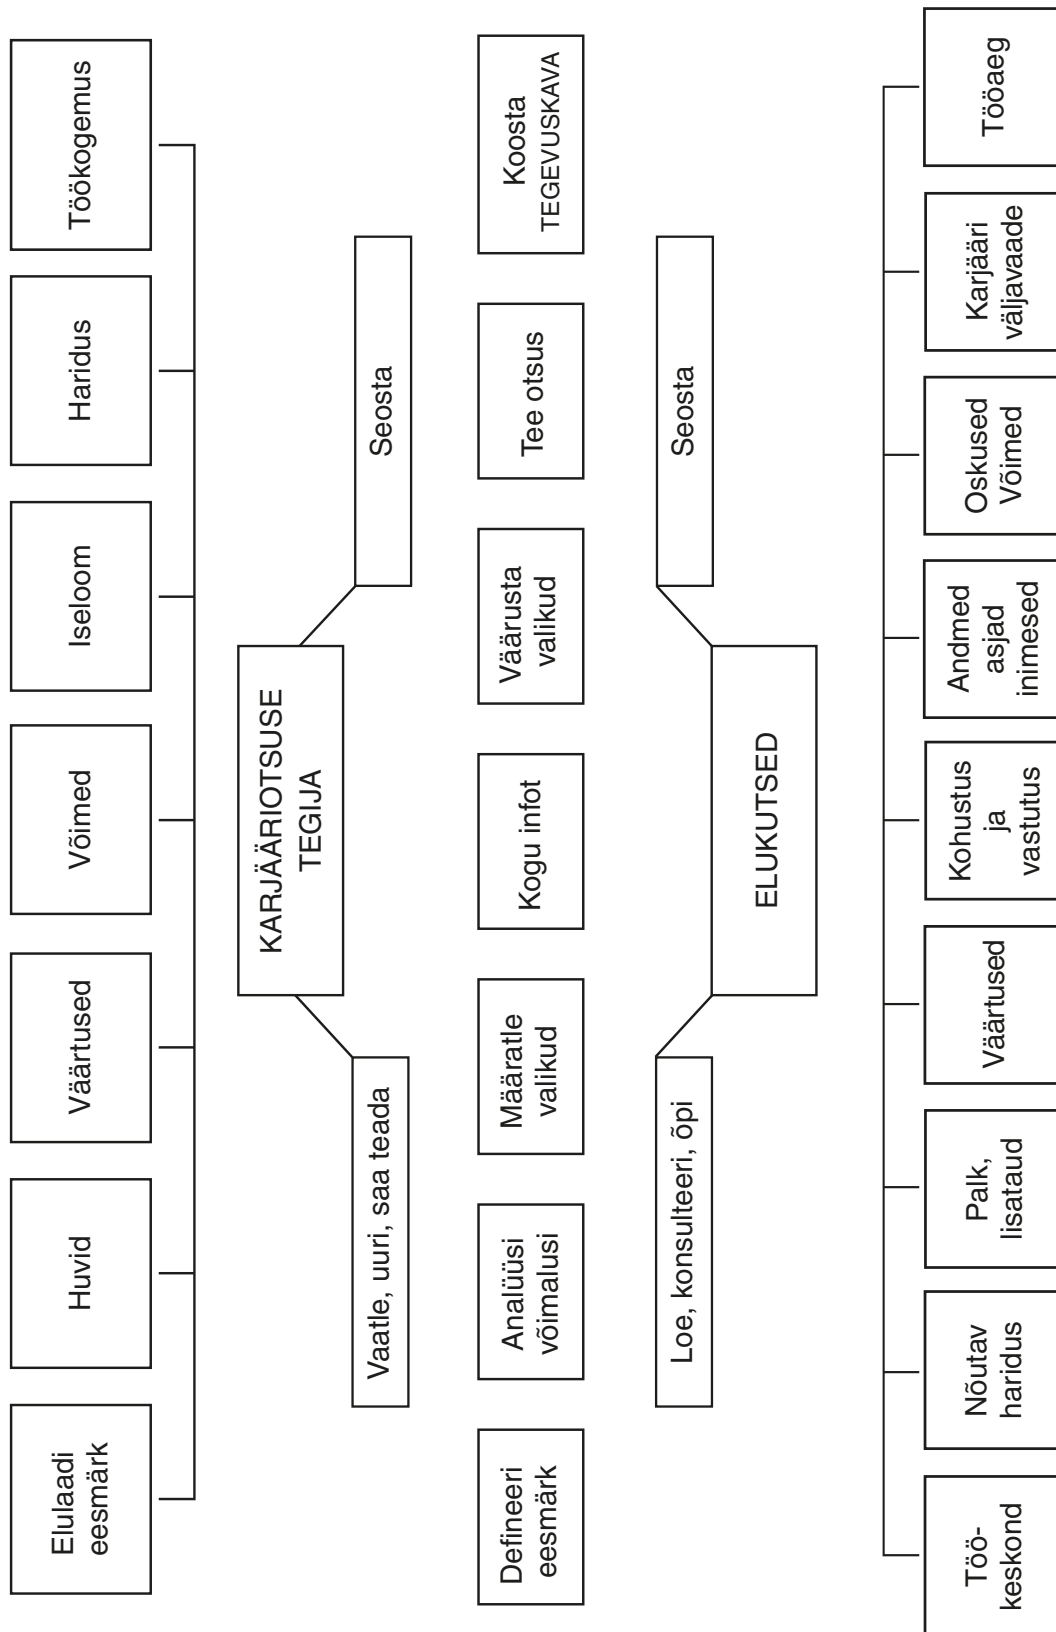 Elulaadi
eesmärk
Huvid
Väärtused
Võimed
Iseloom
Haridus
Töökogemus
KARJÄÄRIOTSUSE
TEGIJA
Vaatle, uuri, saa teada
Seosta
Defineeri
eesmärk
Analüüsi
võimalusi
Määratle
valikud
Kogu infot
Väärusta
valikud
Tee otsus
Koosta
TEGEVUSKAVA
Loe, konsulteeri, õpi
Seosta
ELUKUTSED
Töö-
keskond
Nõutav
haridus
Palk,
lisataud
Väärtused
Kohustus
ja
vastutus
Andmed
asjad
inimesed
Oskused
Võimed
Karjääri
väljavaade
Tööaeg